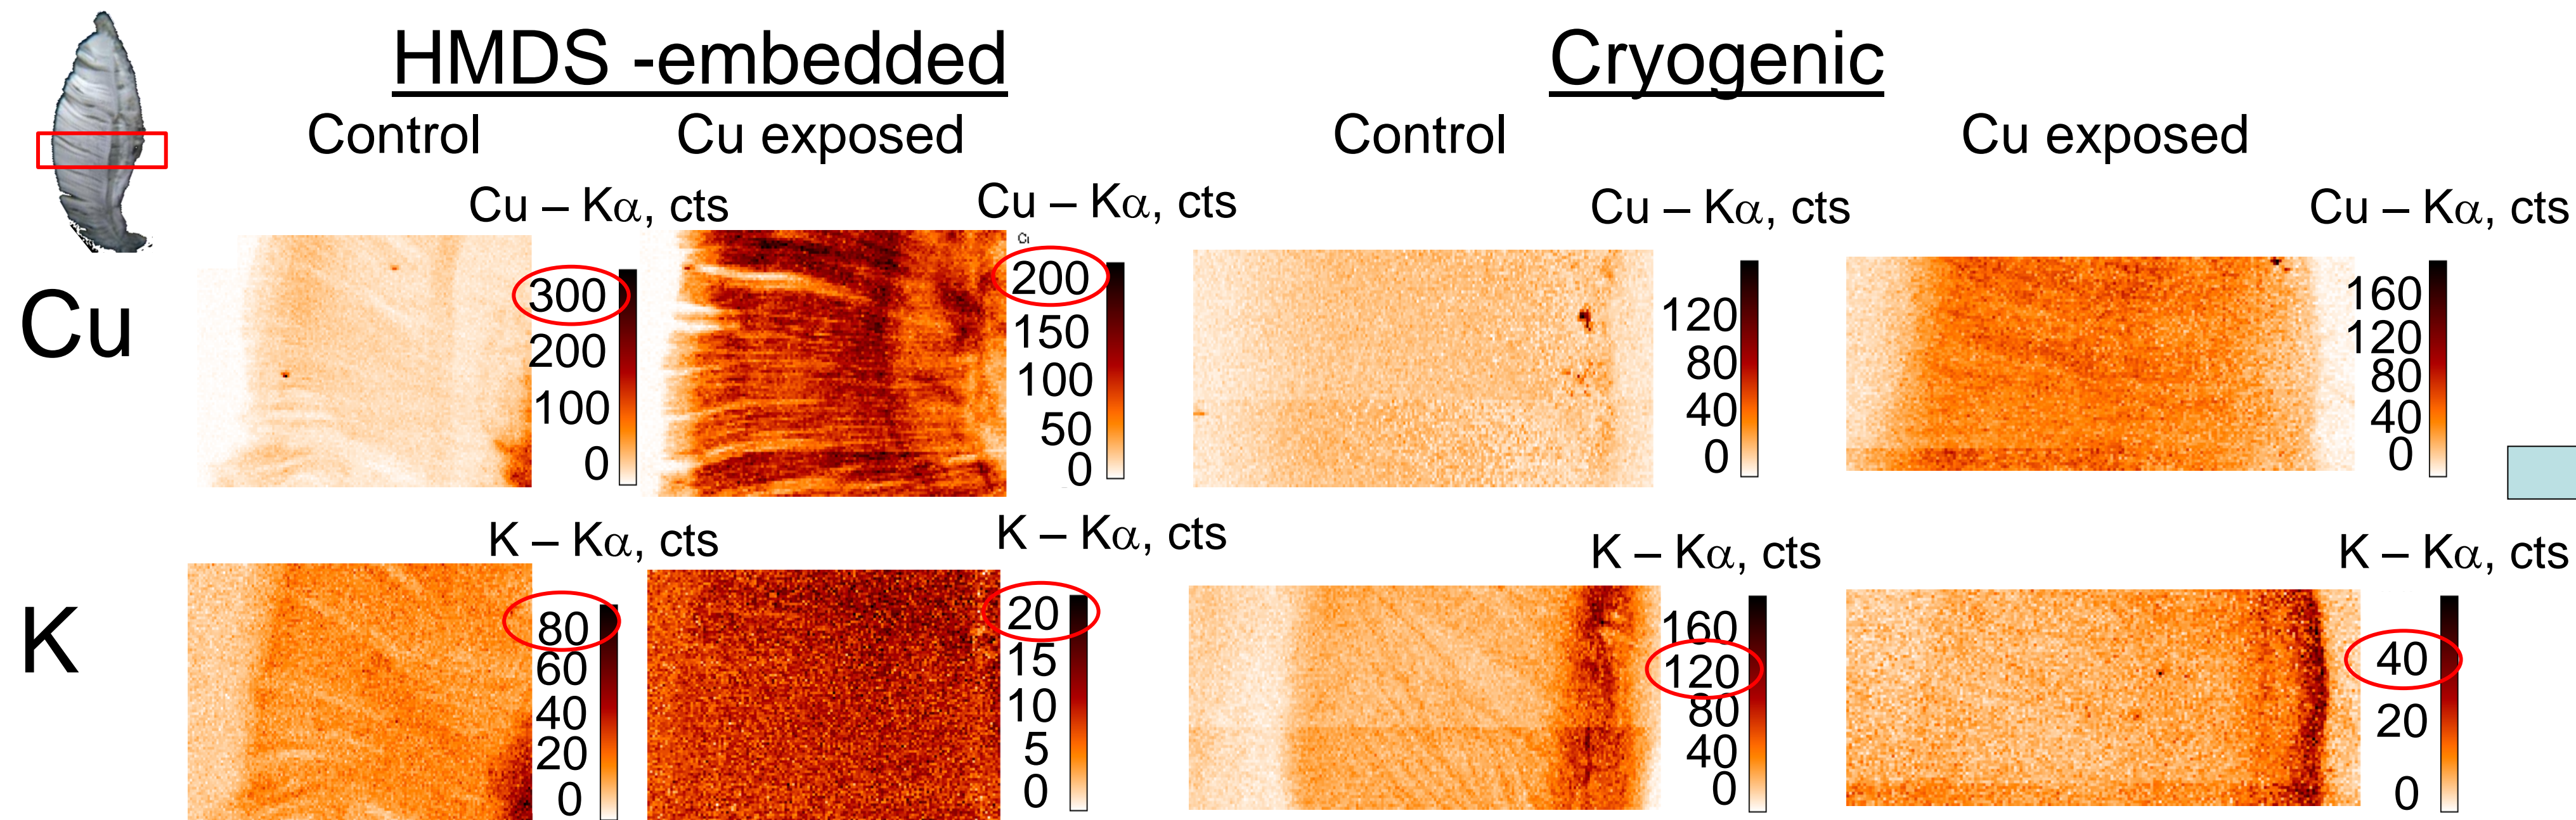 HMDS -embedded
Cryogenic
Control
Cu exposed
Control
Cu exposed
Cu – Kα, cts
Cu – Kα, cts
Cu – Kα, cts
Cu – Kα, cts
Cu
300
200
100
0
Cu
200
150
100
50
0
120
80
40
0
160
120
80
40
0
K – Kα, cts
K – Kα, cts
K – Kα, cts
K – Kα, cts
K
80
60
40
20
0
20
15
10
5
0
160
120
80
40
0
40
20
0